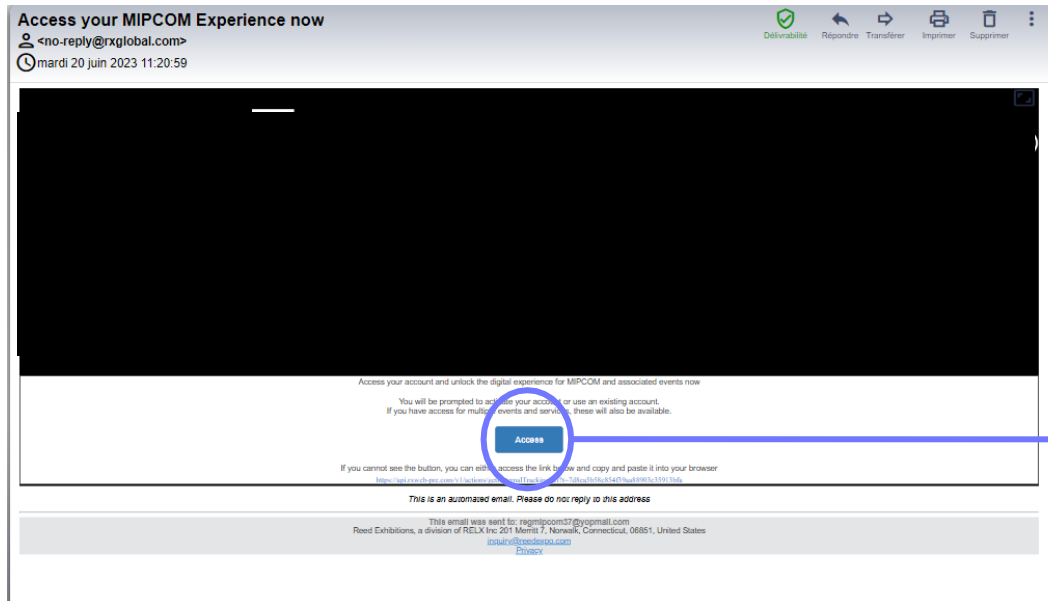 Access your MIPCOM Experience now
<no-reply@rxglobal.com>
mardi 20 juin 2023 11:20:59
Délivrabilité Répondre Transférer Imprimer Supprimer
Access your account and unlock the digital experience for MIPCOM and associated events now
You will be prompted to activate your account or use an existing account.
If you have access for multiple events and services, these will also be available.
Access
If you cannot see the button, you can either access the link below and copy and paste it into your browser
This is an automated email. Please do not reply to this address
This email was sent to: regmipcom37@yopmail.com
Reed Exhibitions, a division of RELX Inc 201 Merritt 7, Norwalk, Connecticut, 06851, United States
inquiry@reedexpo.com
Privacy